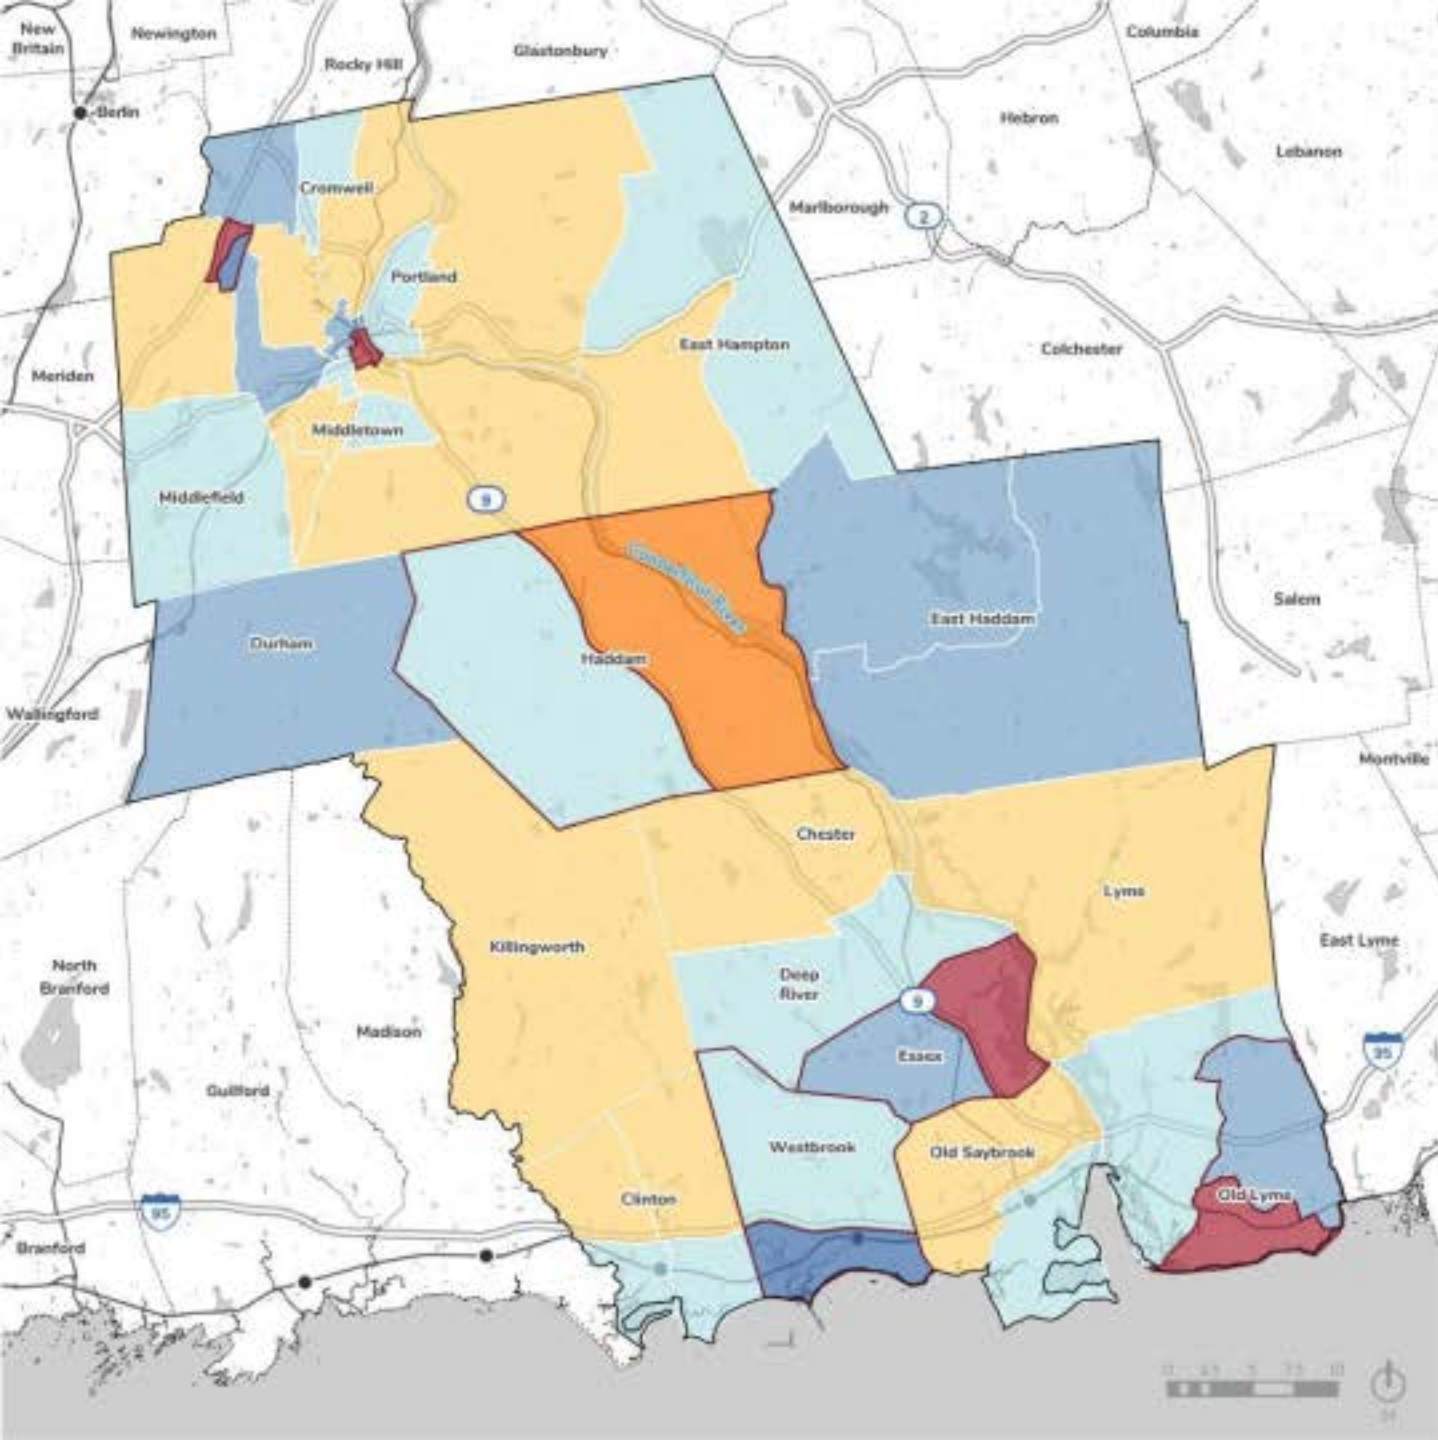 New
Britain
Newington
Rocky Hill
Glastonbury
Columbia
Berlin
Hebron
Lebanon
Cromwell
Marlborough
2
Portland
East Hampton
Colchester
Meriden
Middletown
Middlefield
9
Connecticut River
Salem
East Haddam
Durham
Haddam
Wallingford
Montville
Chester
Lyme
Killingworth
East Lyme
North
Branford
Deep
River
9
Madison
Essex
95
Guilford
Westbrook
Old Saybrook
Clinton
Old Lyme
95
Branford